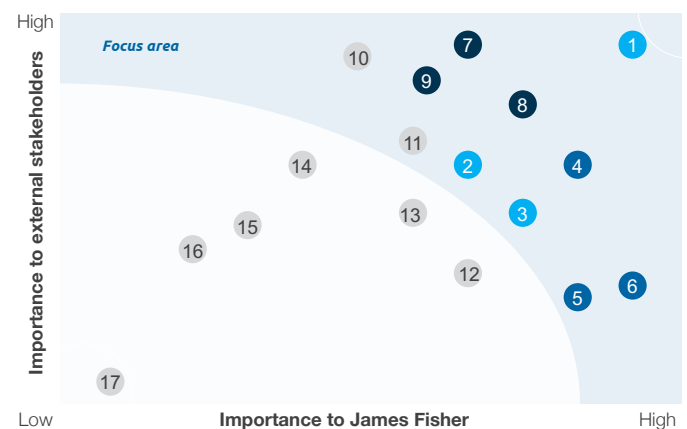 High
Focus area
7
1
10
9
8
11
14
2
4
13
3
15
16
12
6
5
17
Importance to external stakeholders
Low
Importance to James Fisher
High